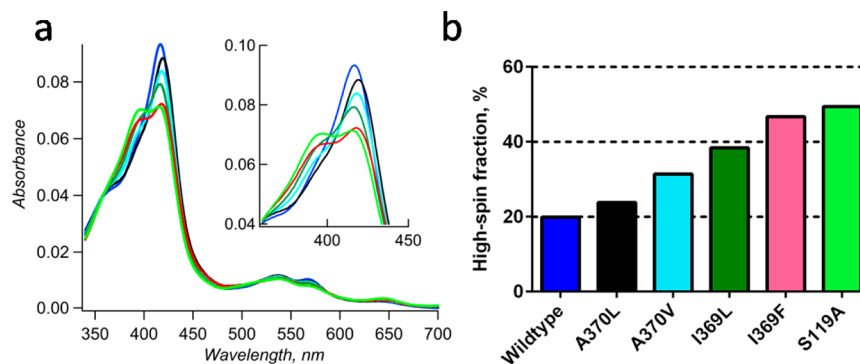 a
b
Absorbance
0.08
0.06
0.04
0.02
0.00
350 400 450 500 550 600 650 700
Wavelength, nm
0.10
0.08
0.06
0.04
400 450
High-spin fraction, %
60
40
20
0
Wildtype
A370L
A370V
I369L
I369F
S119A